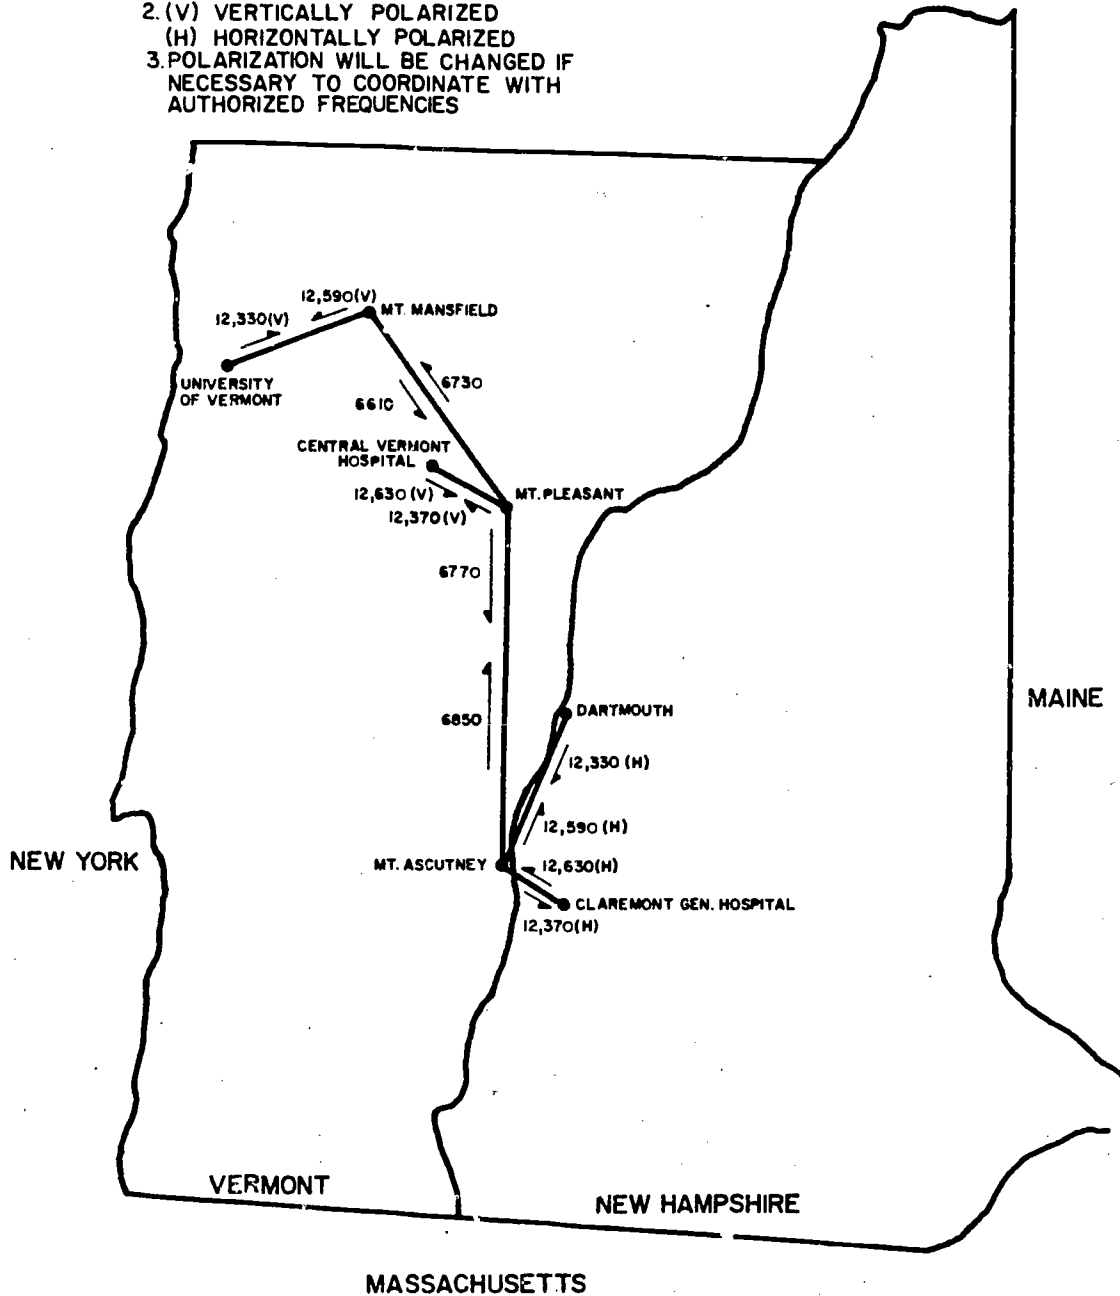 2. (V) VERTICALLY POLARIZED
(H) HORIZONTALLY POLARIZED
3. POLARIZATION WILL BE CHANGED IF
NECESSARY TO COORDINATE WITH
AUTHORIZED FREQUENCIES
12,590(V)
MT. MANSFIELD
12,330(V)
UNIVERSITY
OF VERMONT
6730
6610
CENTRAL VERMONT
HOSPITAL
12,630(V)
MT. PLEASANT
12,370(V)
6770
MAINE
DARTMOUTH
6850
12,330 (H)
12,590 (H)
NEW YORK
MT. ASCUTNEY
12,630(H)
CLAREMONT GEN. HOSPITAL
12,370(H)
VERMONT
NEW HAMPSHIRE
MASSACHUSETTS